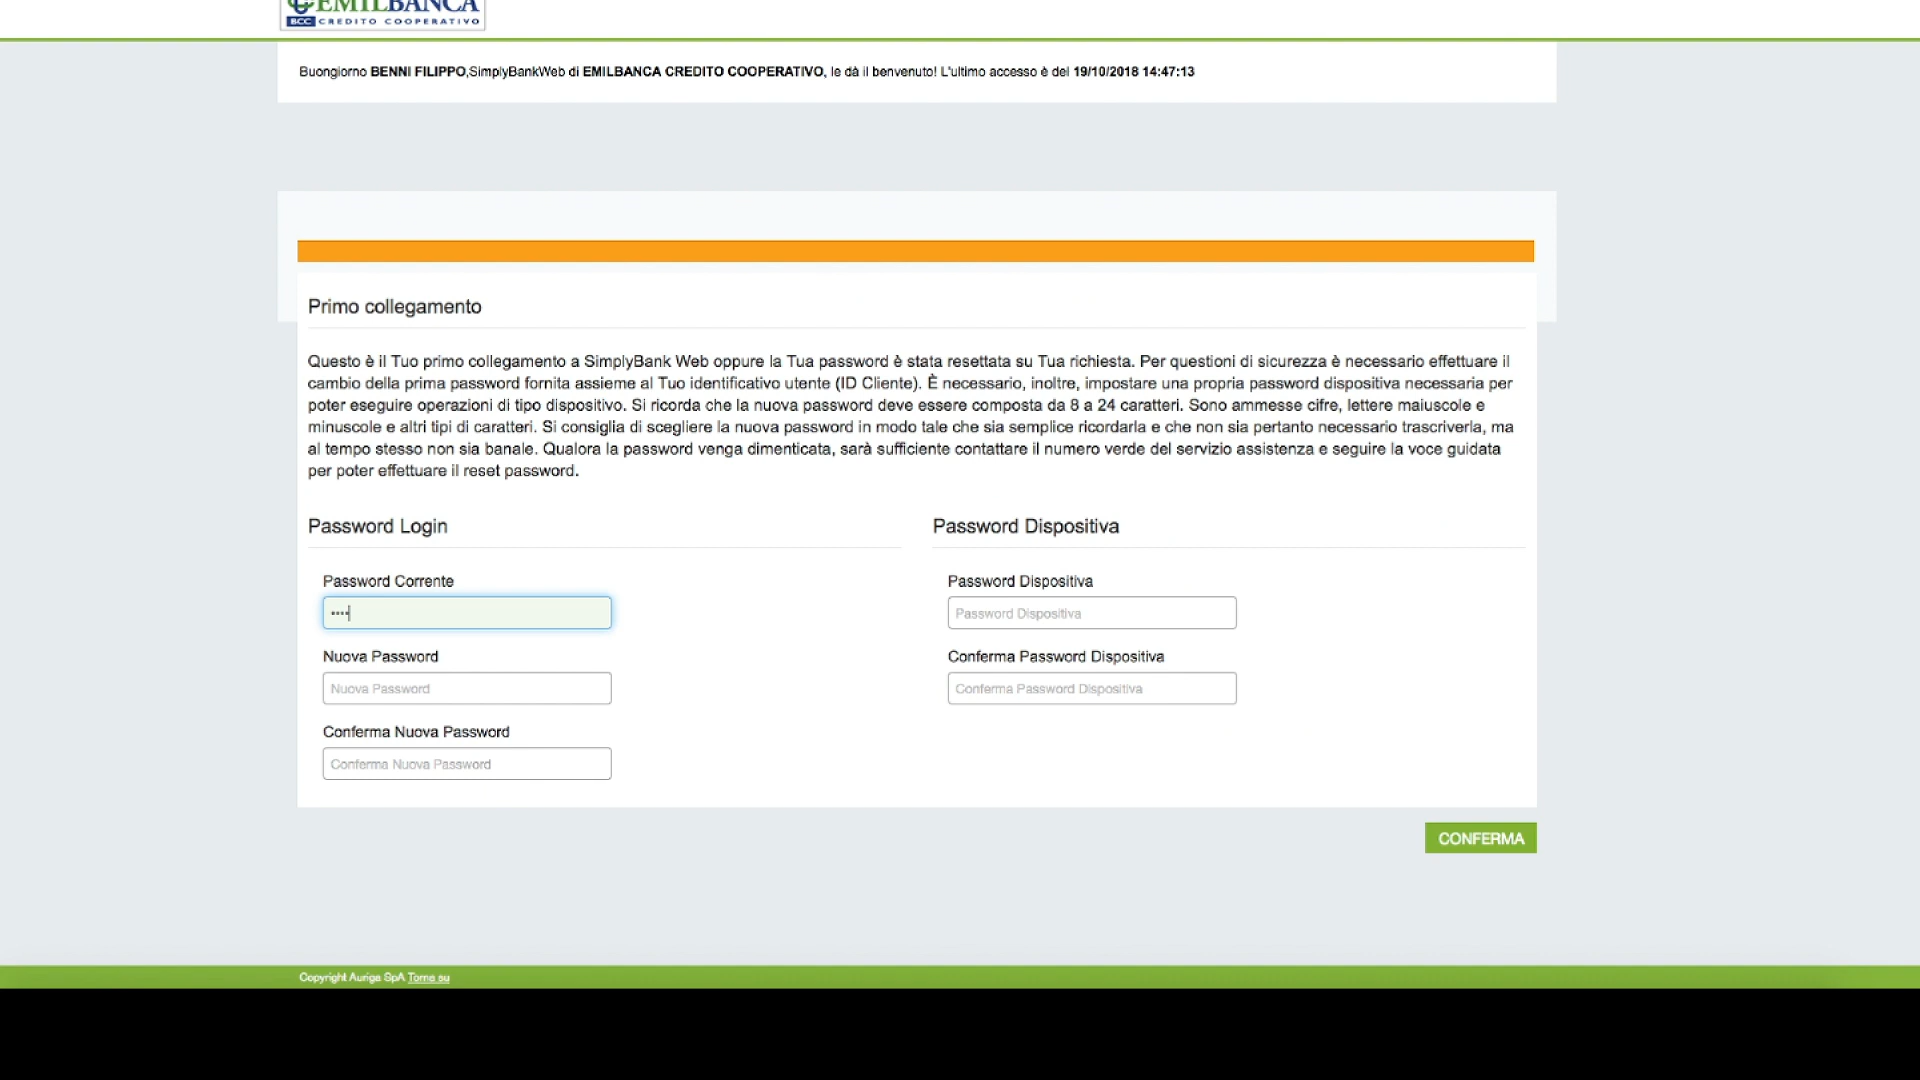 EMILBANCA
BCC CREDITO COOPERATIVO
Buongiorno BENNI FILIPPO,SimplyBankWeb di EMILBANCA CREDITO COOPERATIVO, le dà il benvenuto! L'ultimo accesso è del 19/10/2018 14:47:13
Primo collegamento
Questo è il Tuo primo collegamento a SimplyBank Web oppure la Tua password è stata resettata su Tua richiesta. Per questioni di sicurezza è necessario effettuare il
cambio della prima password fornita assieme al Tuo identificativo utente (ID Cliente). È necessario, inoltre, impostare una propria password dispositiva necessaria per
poter eseguire operazioni di tipo dispositivo. Si ricorda che la nuova password deve essere composta da 8 a 24 caratteri. Sono ammesse cifre, lettere maiuscole e
minuscole e altri tipi di caratteri. Si consiglia di scegliere la nuova password in modo tale che sia semplice ricordarla e che non sia pertanto necessario trascriverla, ma
al tempo stesso non sia banale. Qualora la password venga dimenticata, sarà sufficiente contattare il numero verde del servizio assistenza e seguire la voce guidata
per poter effettuare il reset password.
Password Login
Password Corrente
Nuova Password
Nuova Password
Conferma Nuova Password
Conferma Nuova Password
Password Dispositiva
Password Dispositiva
Password Dispositiva
Conferma Password Dispositiva
Conferma Password Dispositiva
CONFERMA
Copyright Auriga SpA Torna su